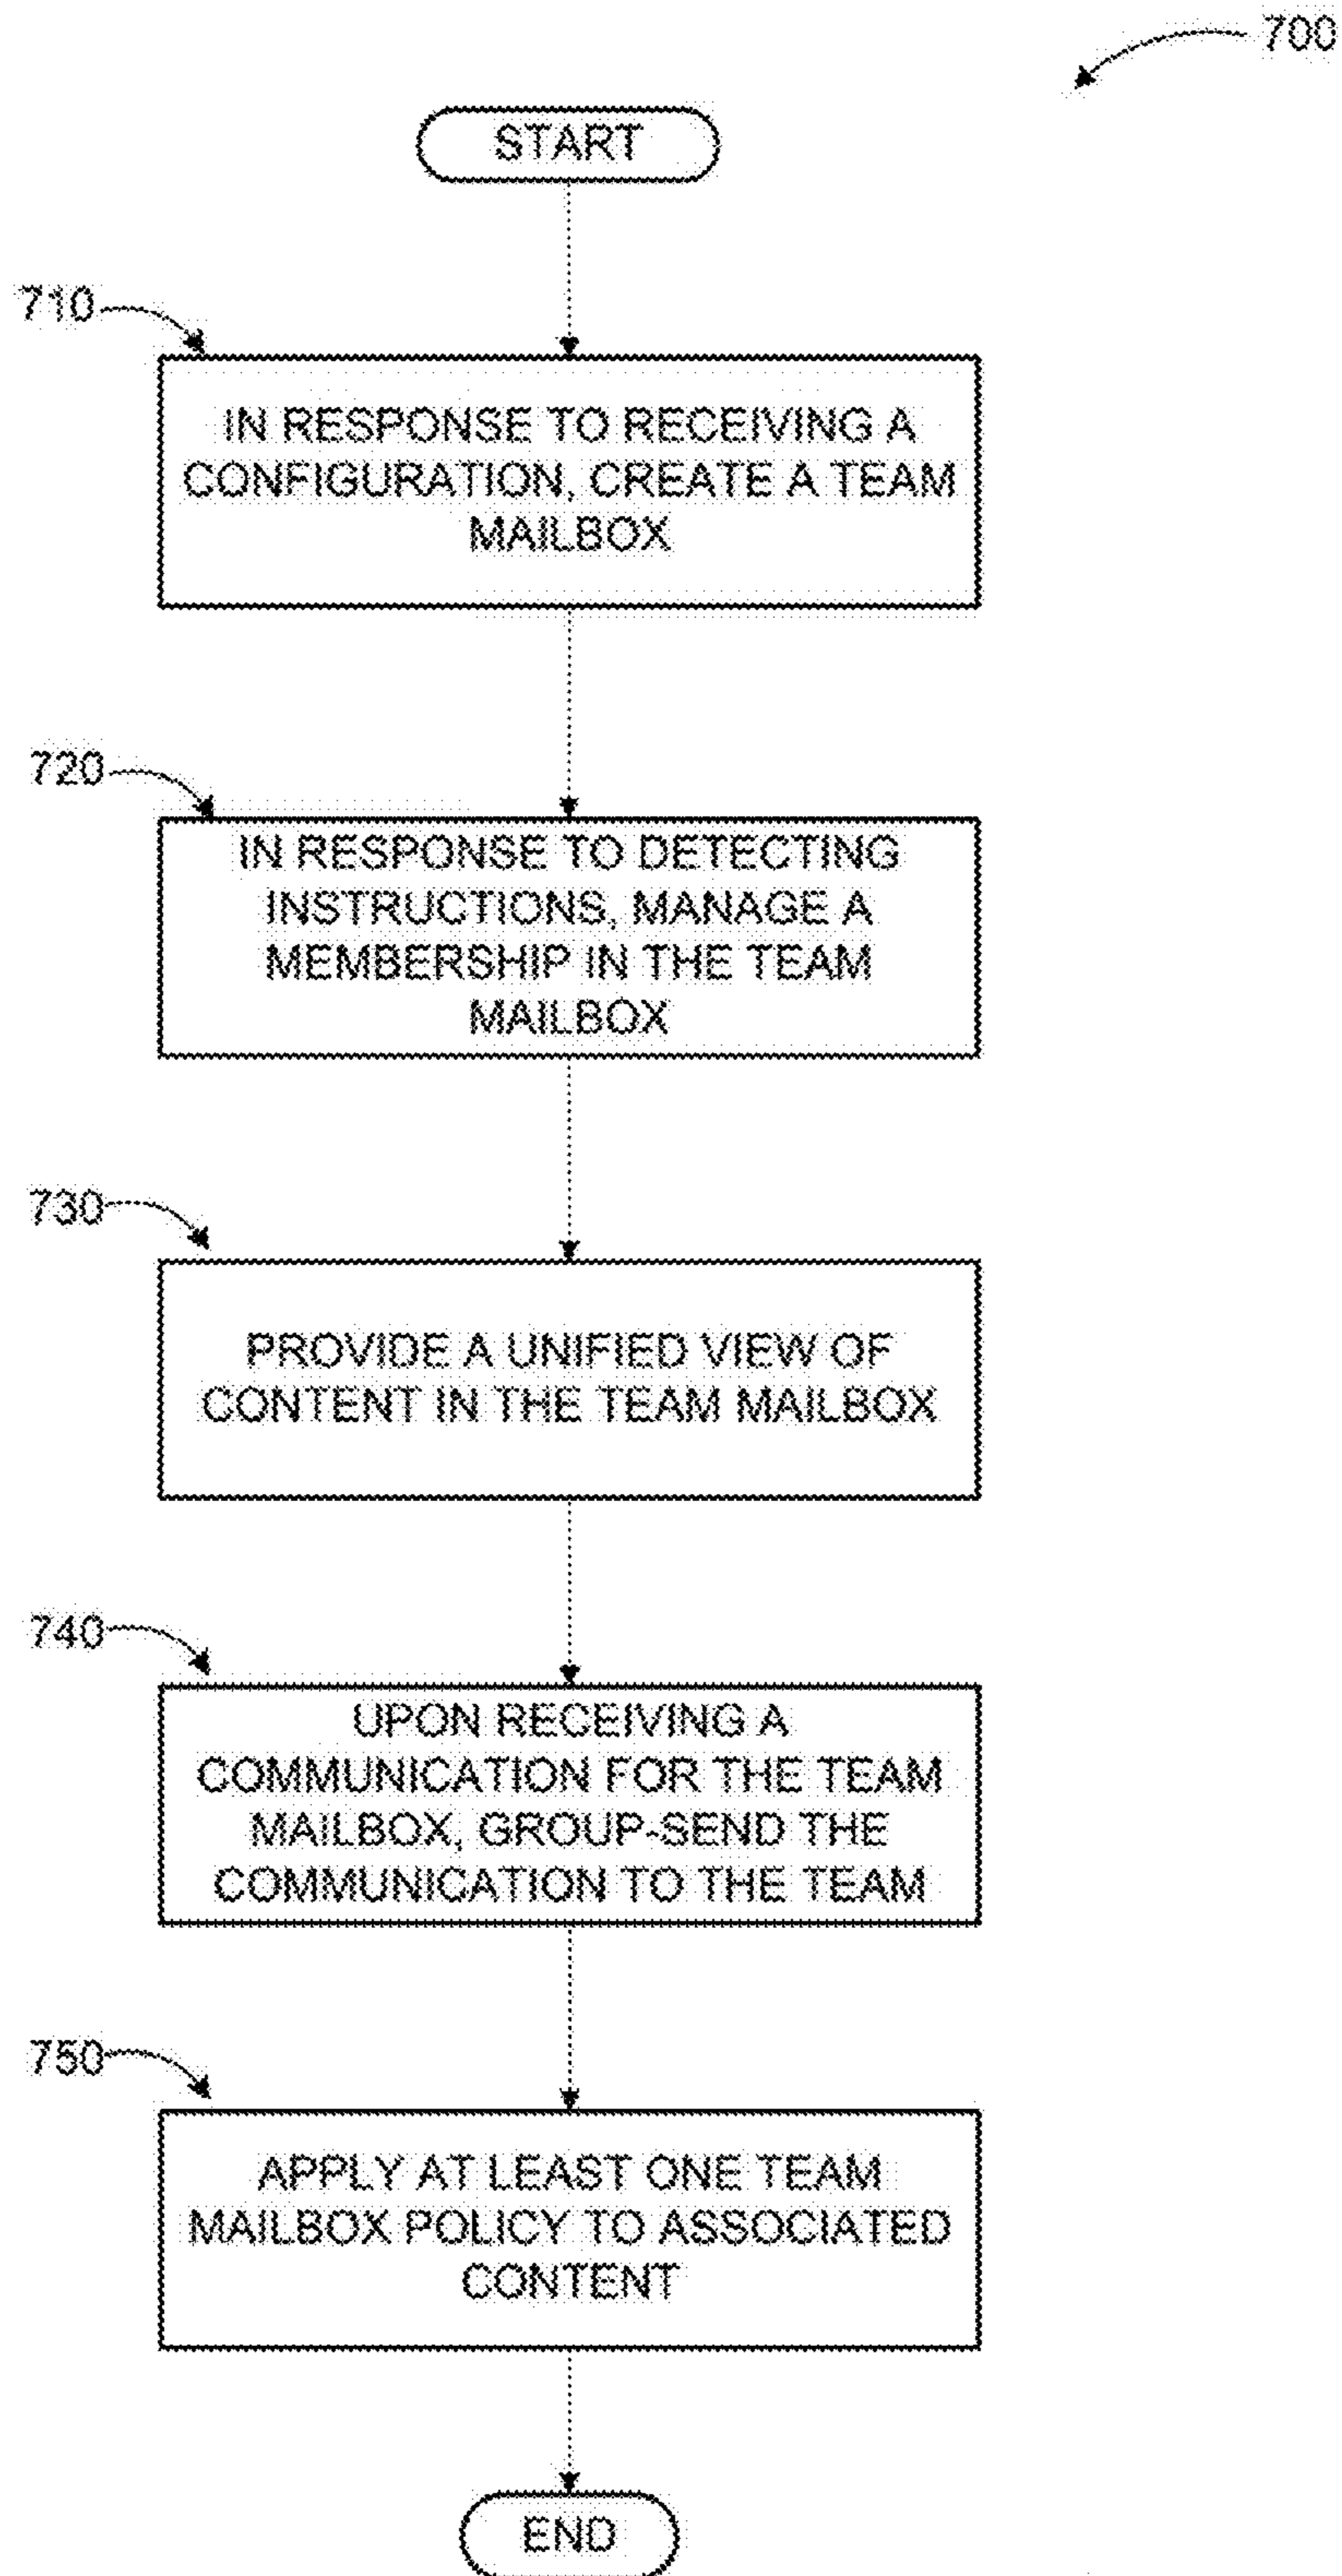 700
START
710
IN RESPONSE TO RECEIVING A
CONFIGURATION, CREATE A TEAM
MAILBOX
720
IN RESPONSE TO DETECTING
INSTRUCTIONS, MANAGE A
MEMBERSHIP IN THE TEAM
MAILBOX
730
PROVIDE A UNIFIED VIEW OF
CONTENT IN THE TEAM MAILBOX
740
UPON RECEIVING A
COMMUNICATION FOR THE TEAM
MAILBOX, GROUP-SEND THE
COMMUNICATION TO THE TEAM
750
APPLY AT LEAST ONE TEAM
MAILBOX POLICY TO ASSOCIATED
CONTENT
END